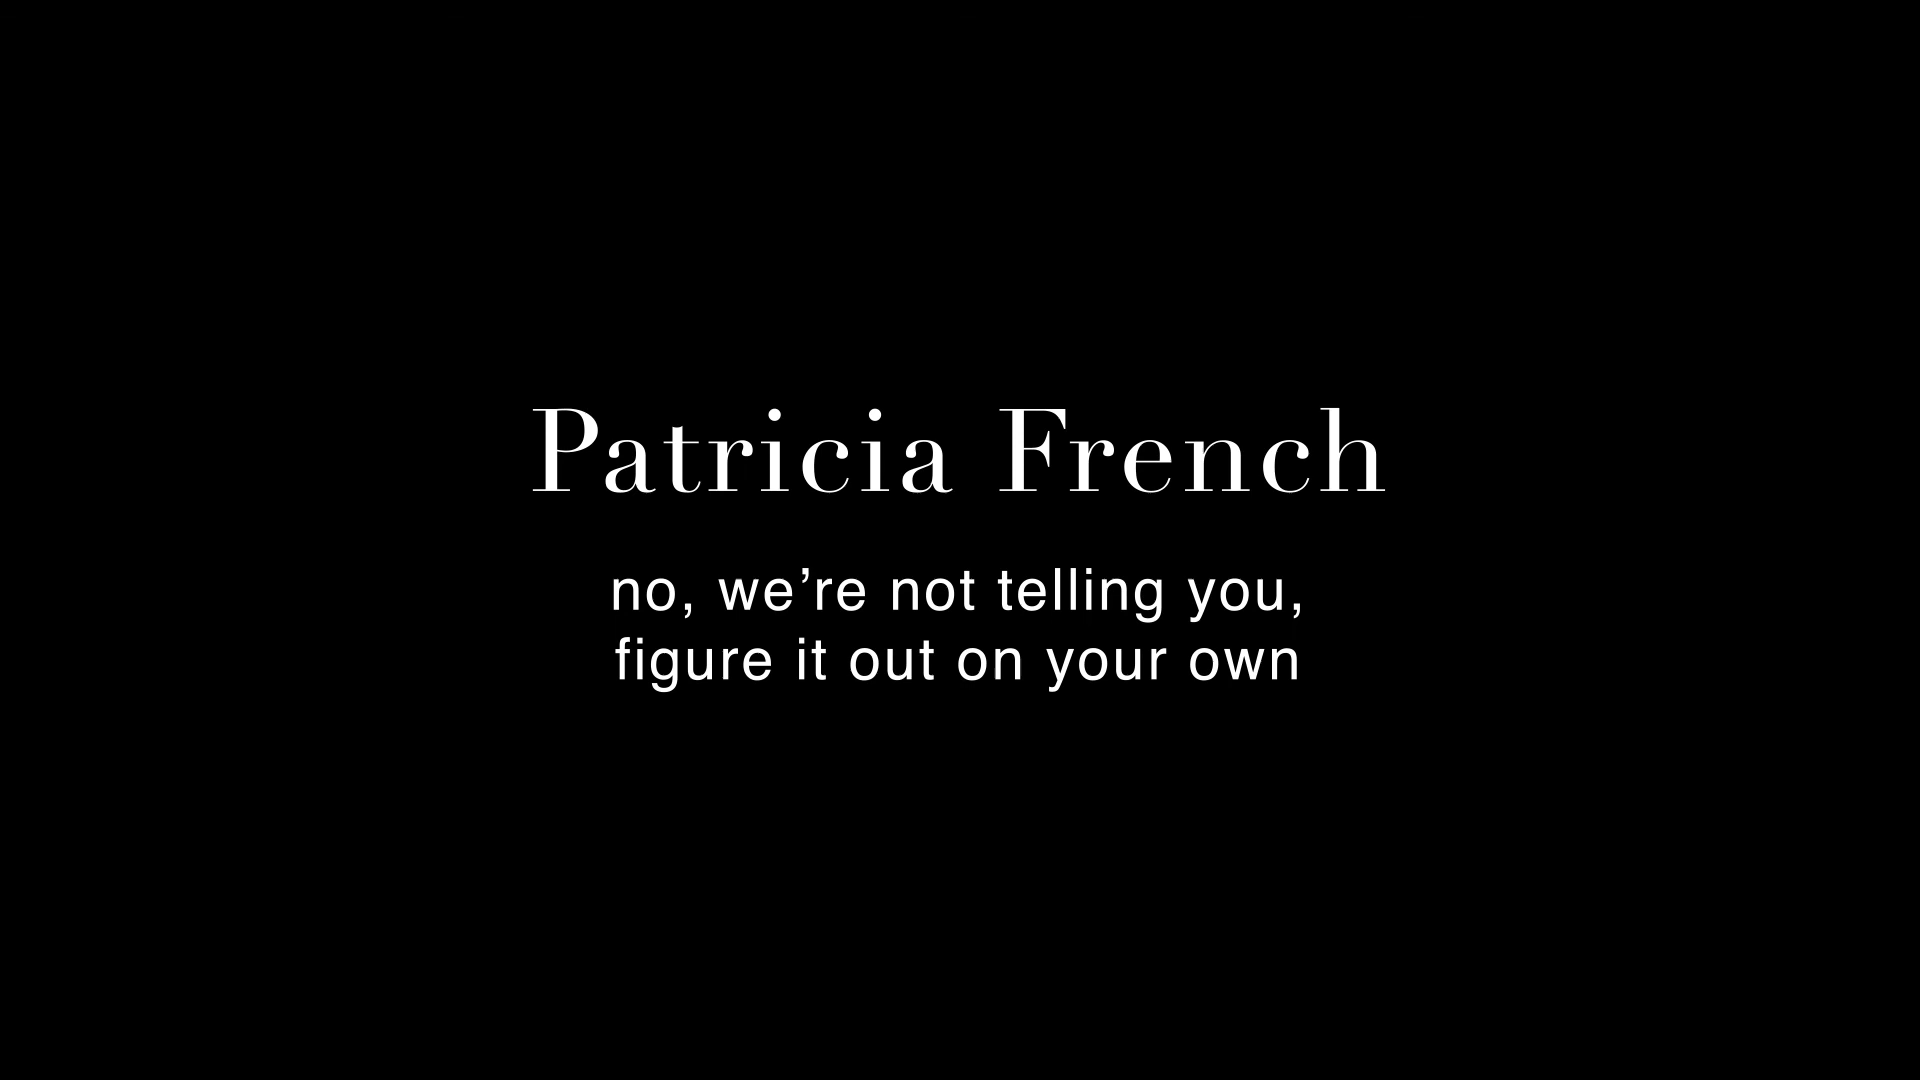 Patricia French
no, we’re not telling you,
figure it out on your own